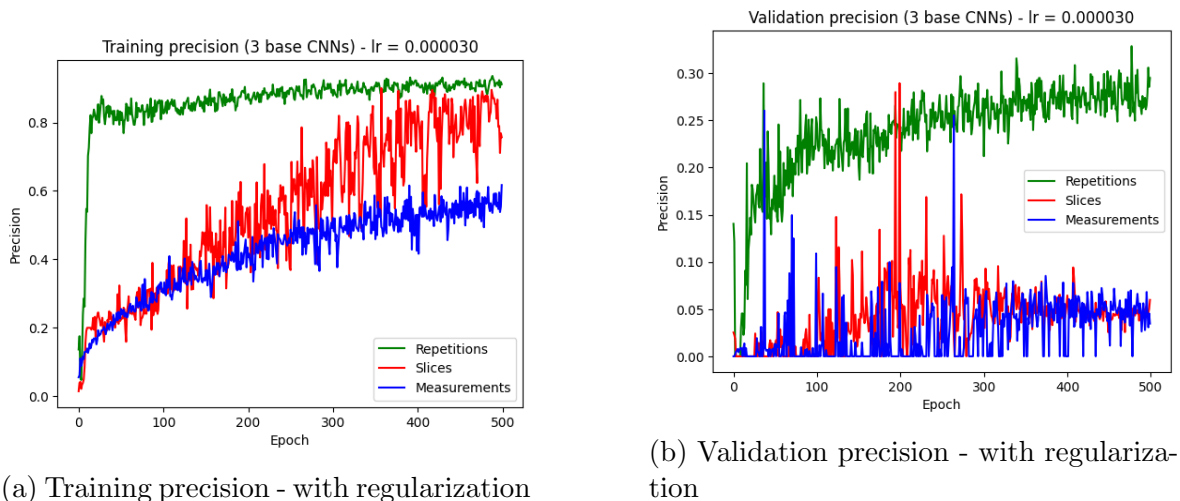 Training precision (3 base CNNs) - lr = 0.000030
Precision
0.8
0.6
0.4
0.2
0.0
Repetitions
Slices
Measurements
0 100 200 300 400 500
Epoch
(a) Training precision - with regularization
Validation precision (3 base CNNs) - lr = 0.000030
Precision
0.30
0.25
0.20
0.15
0.10
0.05
0.00
Repetitions
Slices
Measurements
0 100 200 300 400 500
Epoch
(b) Validation precision - with regulariza-
tion